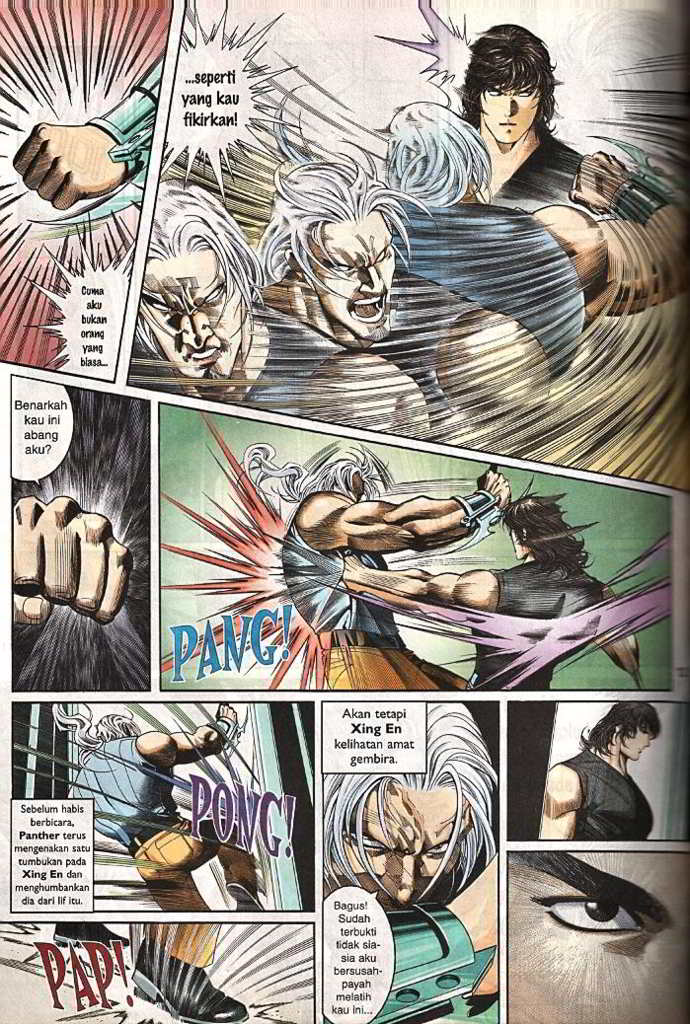 ...seperti
yang kau
fikirkan!
Cuma
aku
bukan
orang
yang
biasa...
Benarkah
kau ini
abang
aku?
PANG!
Sebelum habis
berbicara,
Panther terus
mengenakan satu
tumbukan pada
Xing En dan
menghumbankan
dia dari lif itu.
PONG!
Akan tetapi
Xing En
kelihatan amat
gembira.
PAP!
Bagus!
Sudah
terbukti
tidak sia-
sia aku
bersusah-
payah
melatih
kau ini...